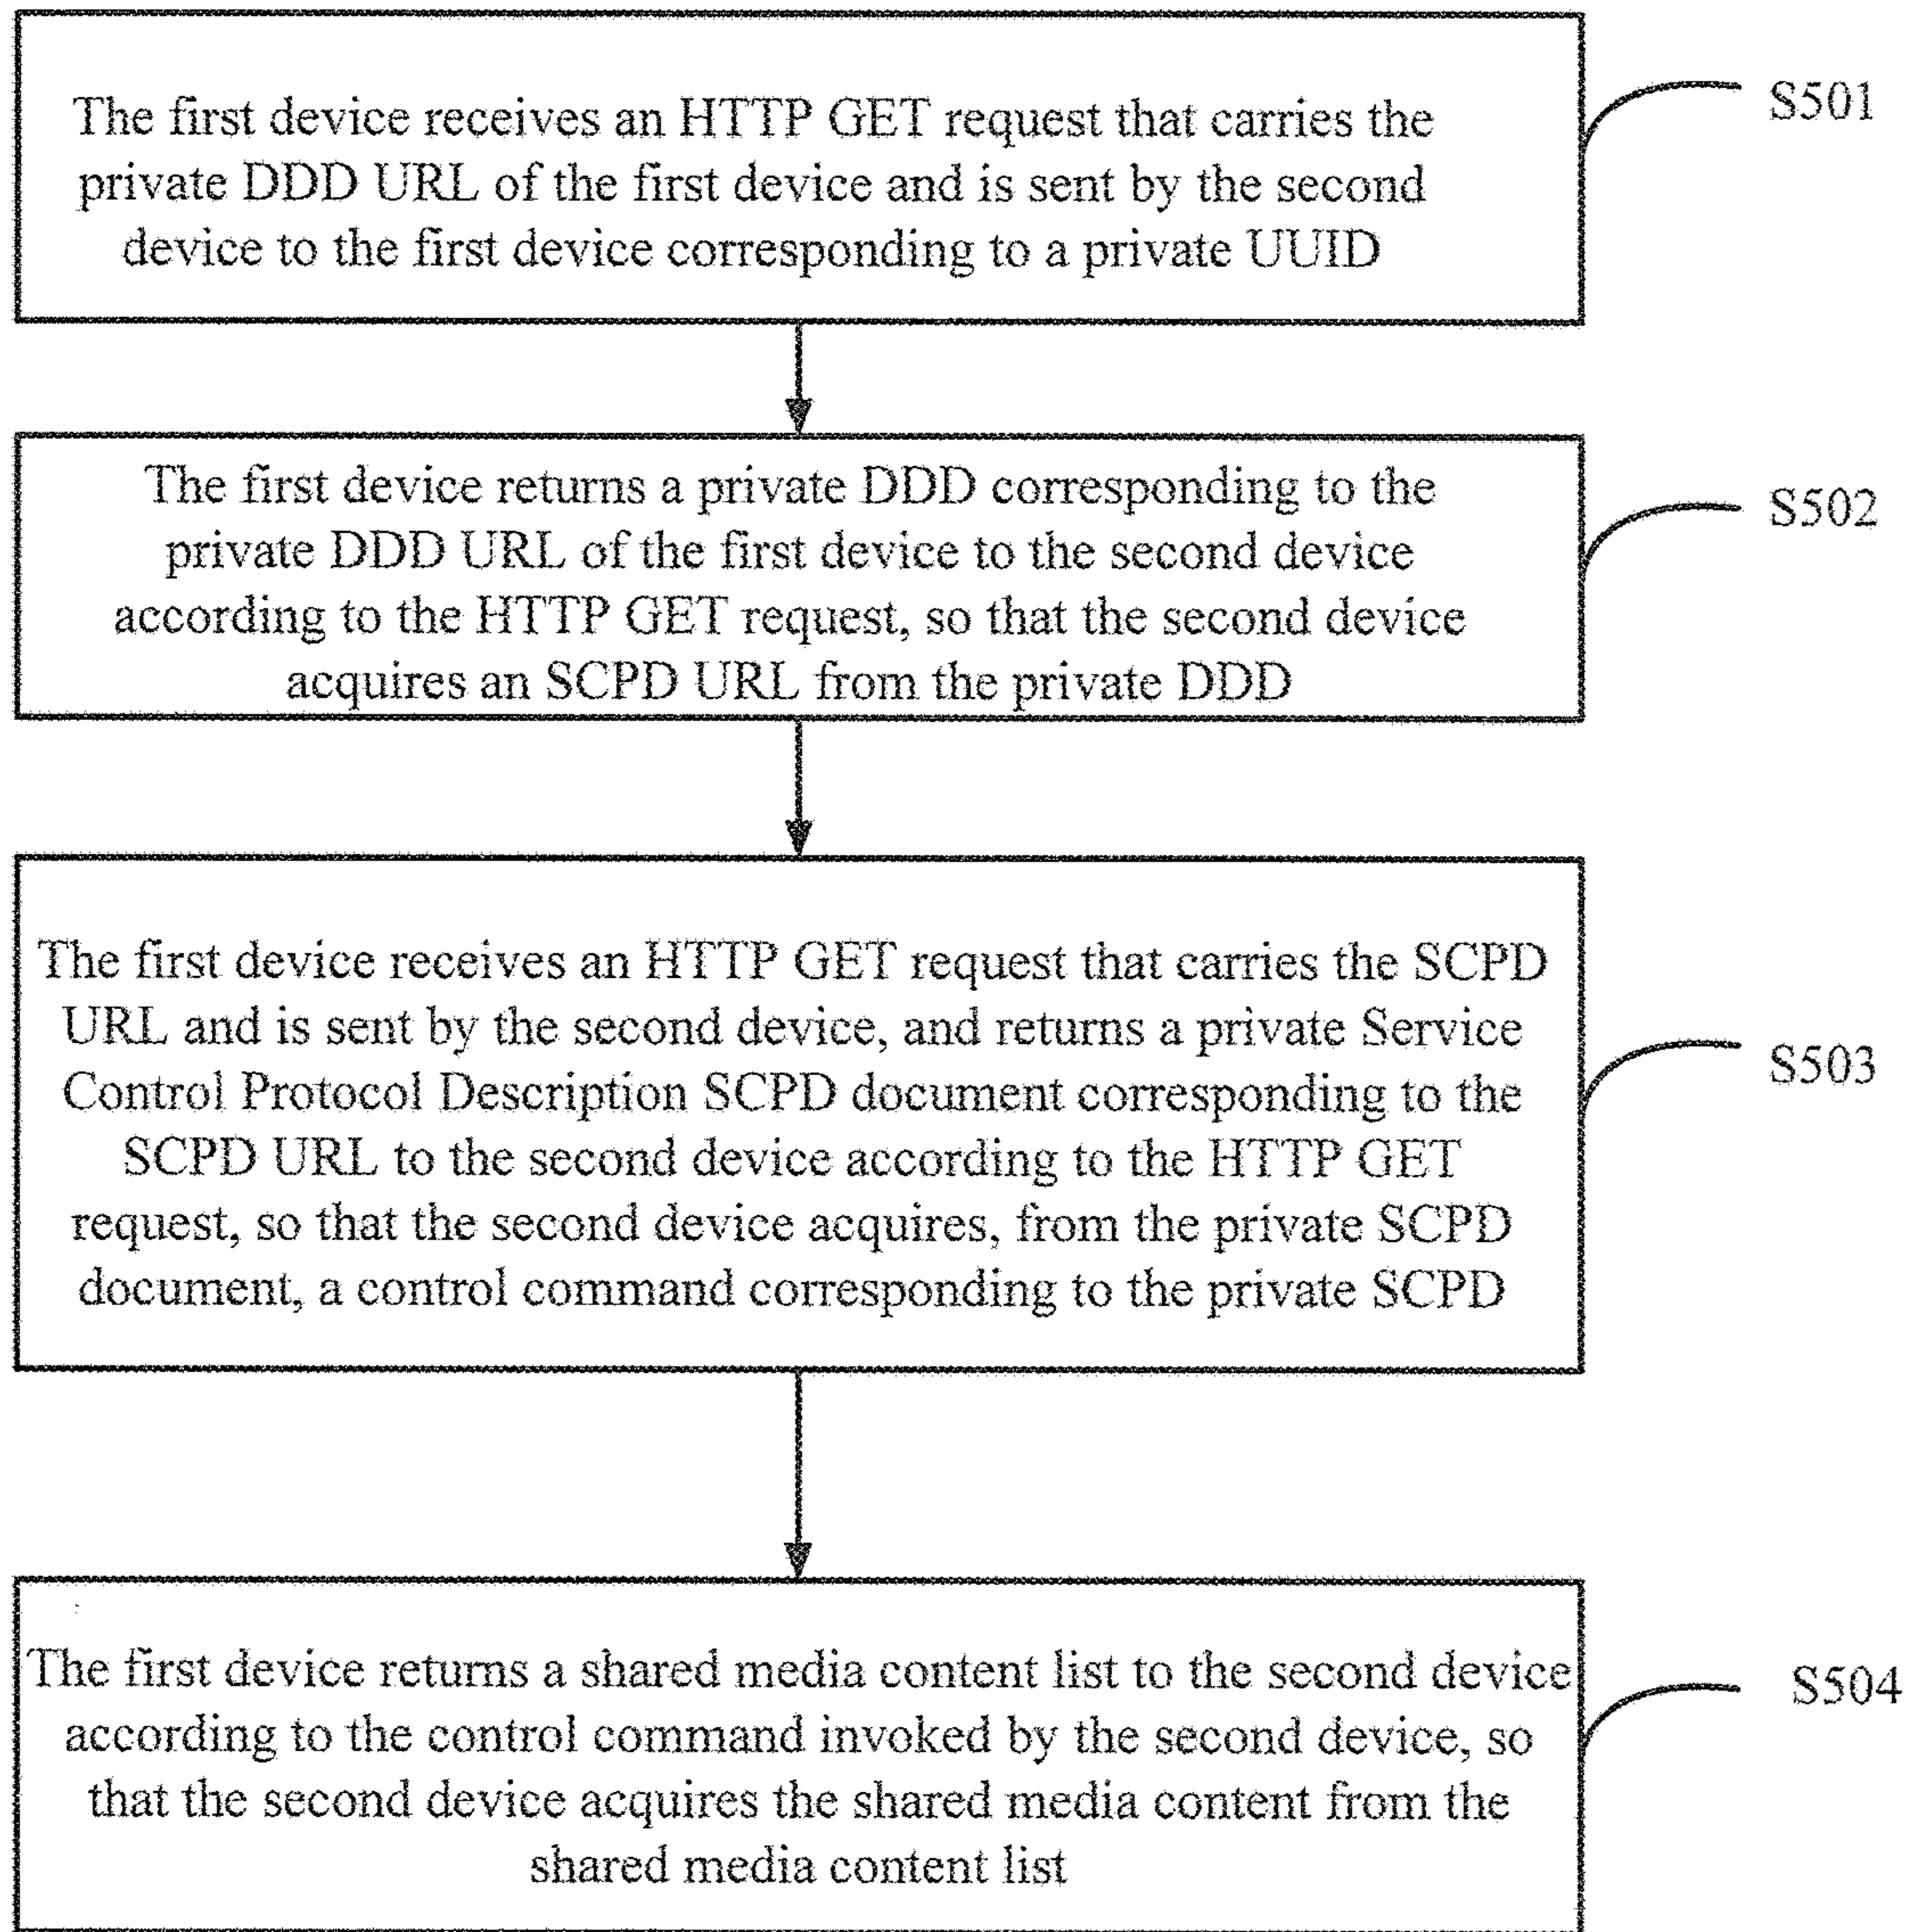 The first device receives an HTTP GET request that carries the
private DDD URL of the first device and is sent by the second
device to the first device corresponding to a private UUID
S501
The first device returns a private DDD corresponding to the
private DDD URL of the first device to the second device
according to the HTTP GET request, so that the second device
acquires an SCPD URL from the private DDD
S502
The first device receives an HTTP GET request that carries the SCPD
URL and is sent by the second device, and returns a private Service
Control Protocol Description SCPD document corresponding to the
SCPD URL to the second device according to the HTTP GET
request, so that the second device acquires, from the private SCPD
document, a control command corresponding to the private SCPD
S503
The first device returns a shared media content list to the second device
according to the control command invoked by the second device, so
that the second device acquires the shared media content from the
shared media content list
S504